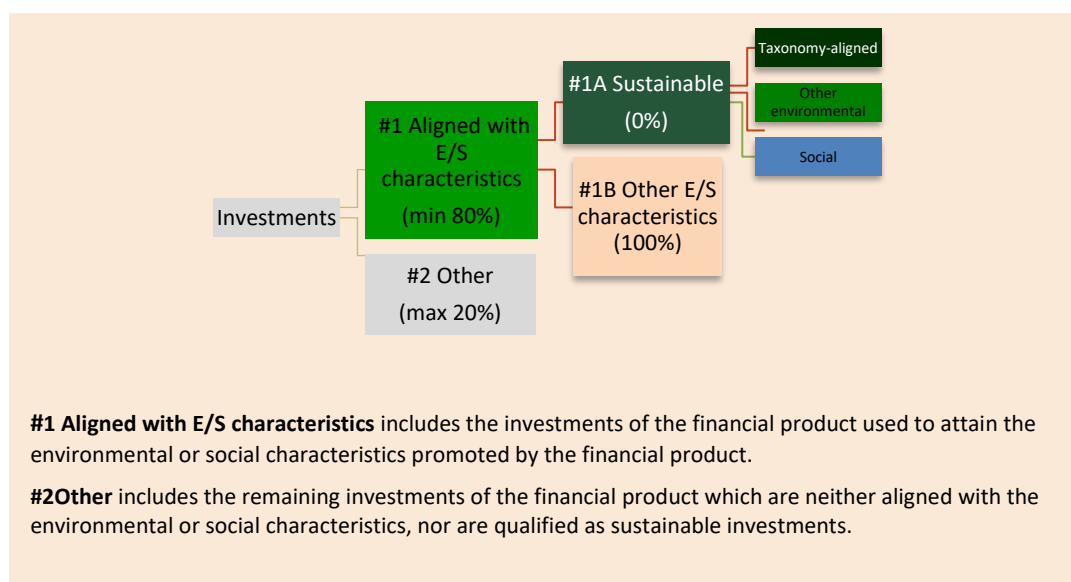 Investments
#1 Aligned with
E/S
characteristics
(min 80%)
#2 Other
(max 20%)
#1A Sustainable
(0%)
#1B Other E/S
characteristics
(100%)
Taxonomy-aligned
Other
environmental
Social
#1 Aligned with E/S characteristics includes the investments of the financial product used to attain the
environmental or social characteristics promoted by the financial product.
#2Other includes the remaining investments of the financial product which are neither aligned with the
environmental or social characteristics, nor are qualified as sustainable investments.